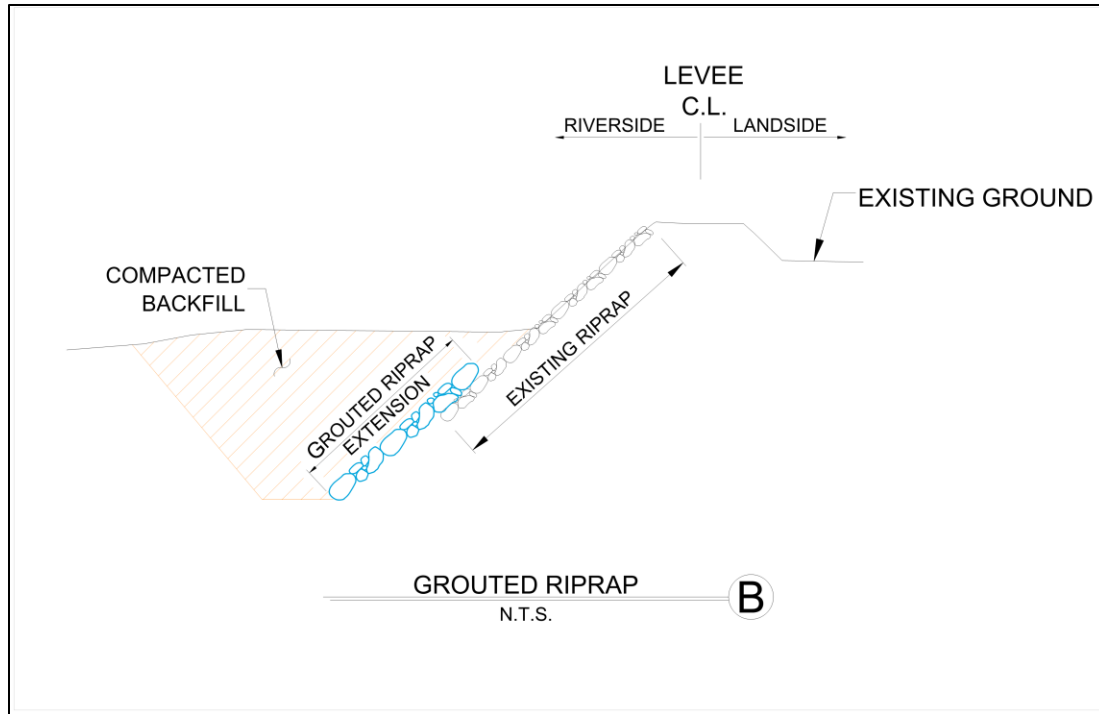 LEVEE
C.L.
RIVERSIDE
LANDSIDE
EXISTING GROUND
COMPACTED
BACKFILL
GROUTED RIPRAP
EXTENSION
EXISTING RIPRAP
GROUTED RIPRAP
B
N.T.S.